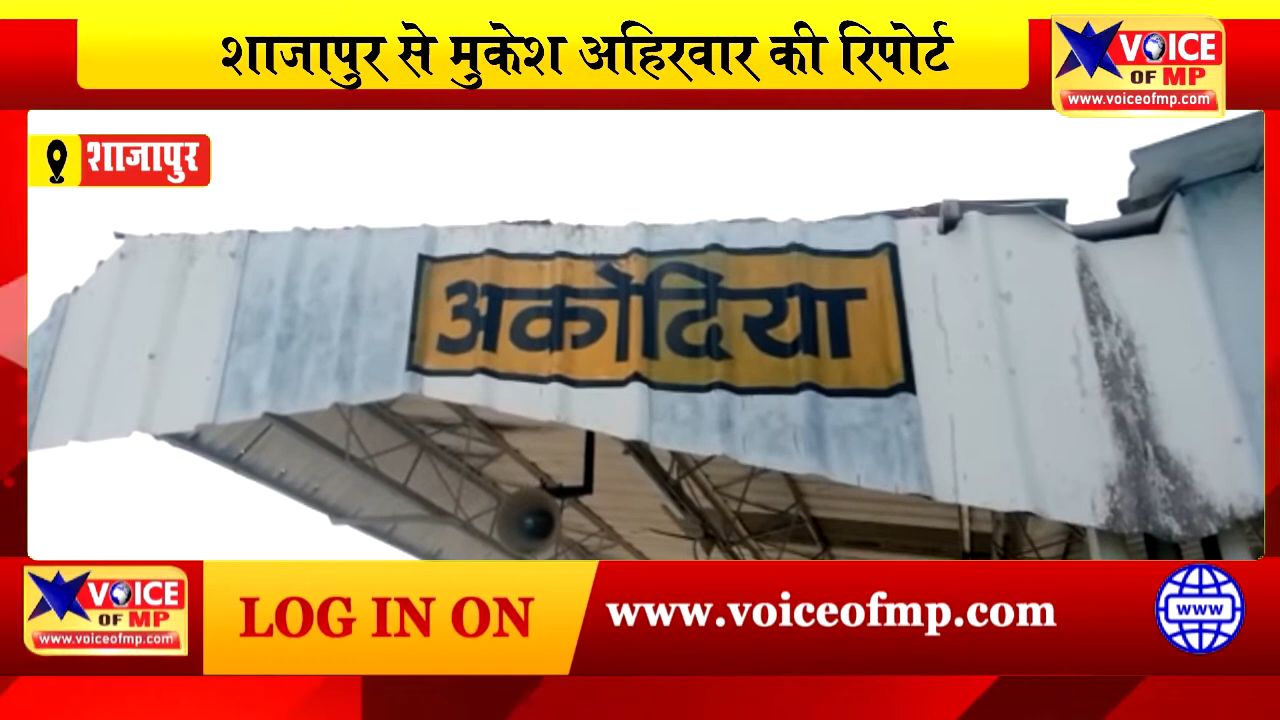 शाजापुर से मुकेश अहिरवार की रिपोर्ट
VOICE
OF MP
www.voiceofmp.com
शाजापुर
अकोदिया
VOICE
OF MP
www.voiceofmp.com
LOG IN ON
www.voiceofmp.com
www